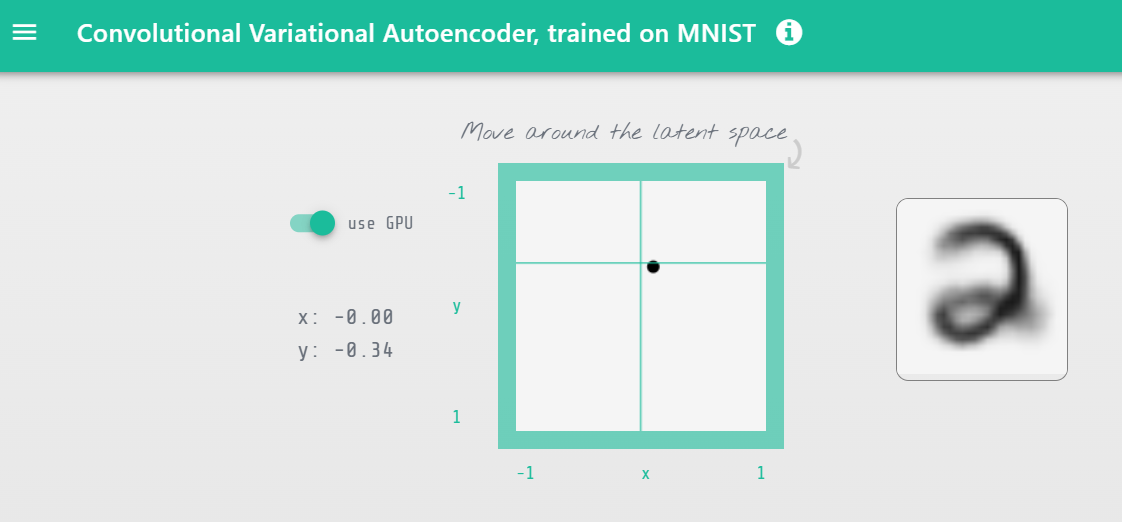 Convolutional Variational Autoencoder, trained on MNIST
Move around the latent space
-1
use GPU
x: -0.00
y
y: -0.34
1
-1 x 1
2